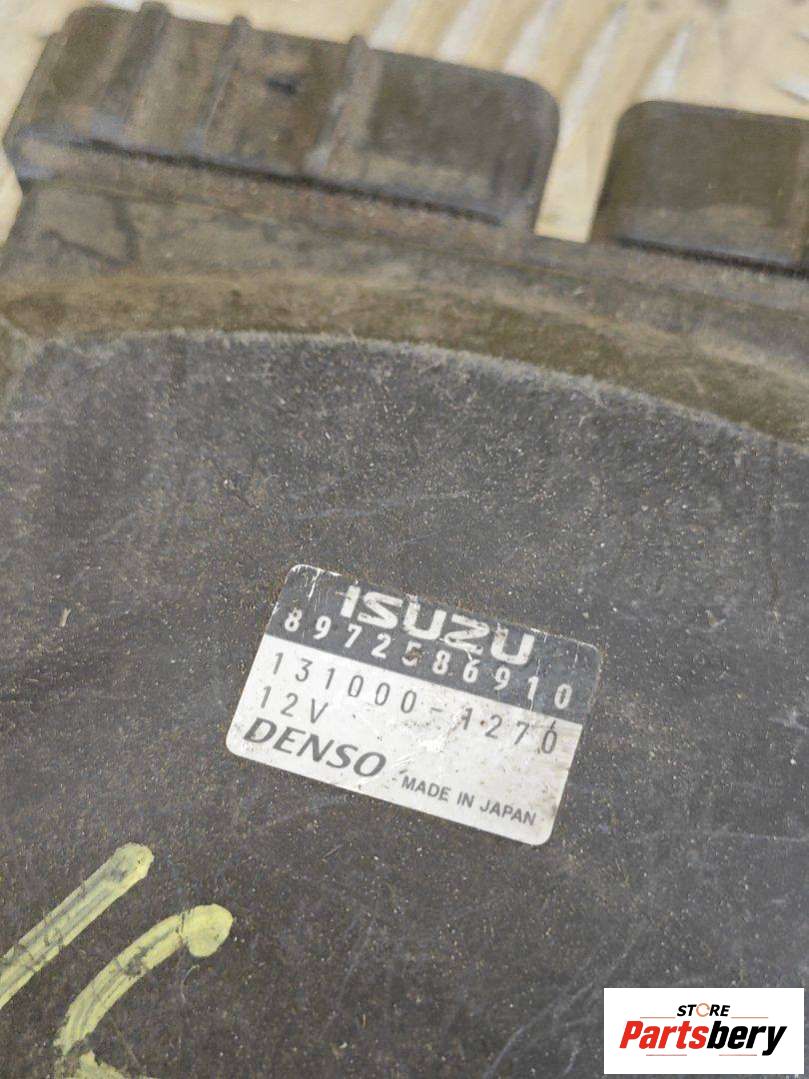 ISUZU
8972586910
131000-1270
12V
DENSO MADE IN JAPAN
STORE
Partsbery